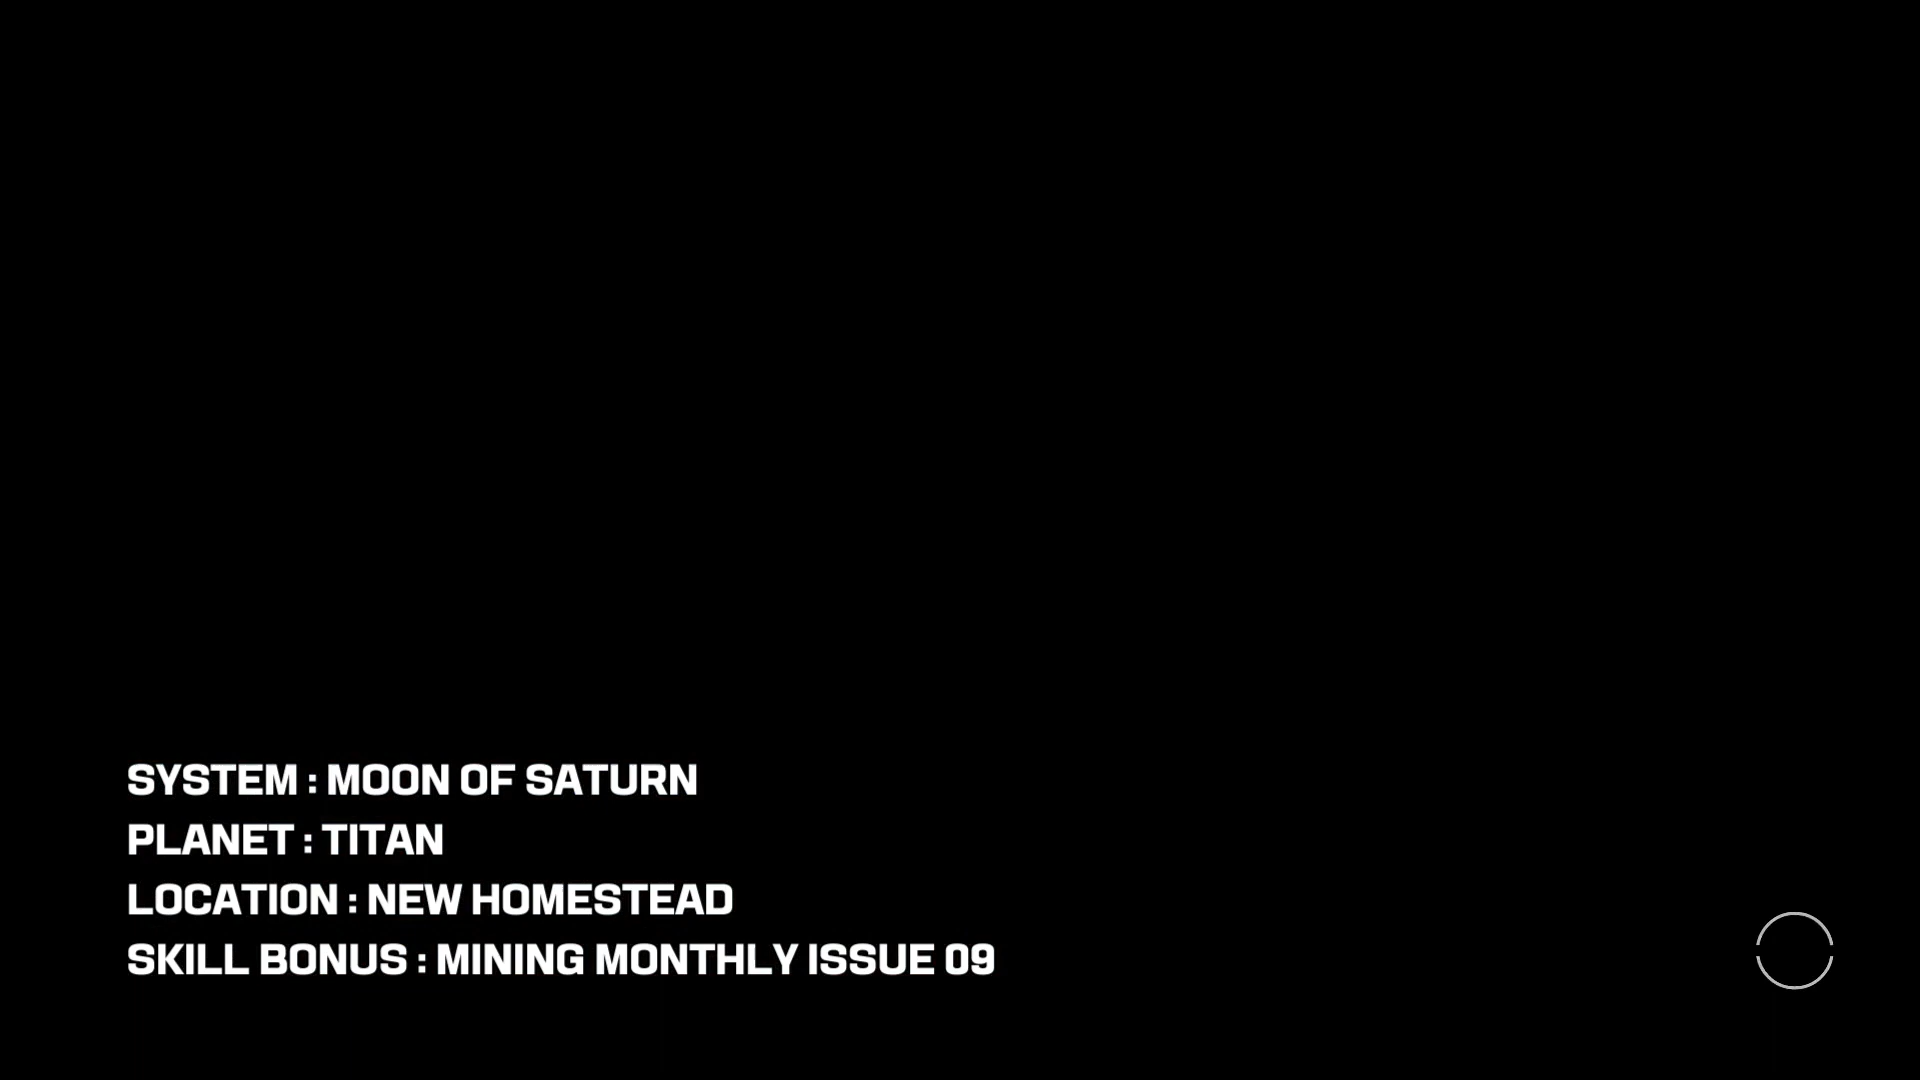 SYSTEM : MOON OF SATURN
PLANET : TITAN
LOCATION : NEW HOMESTEAD
SKILL BONUS : MINING MONTHLY ISSUE 09